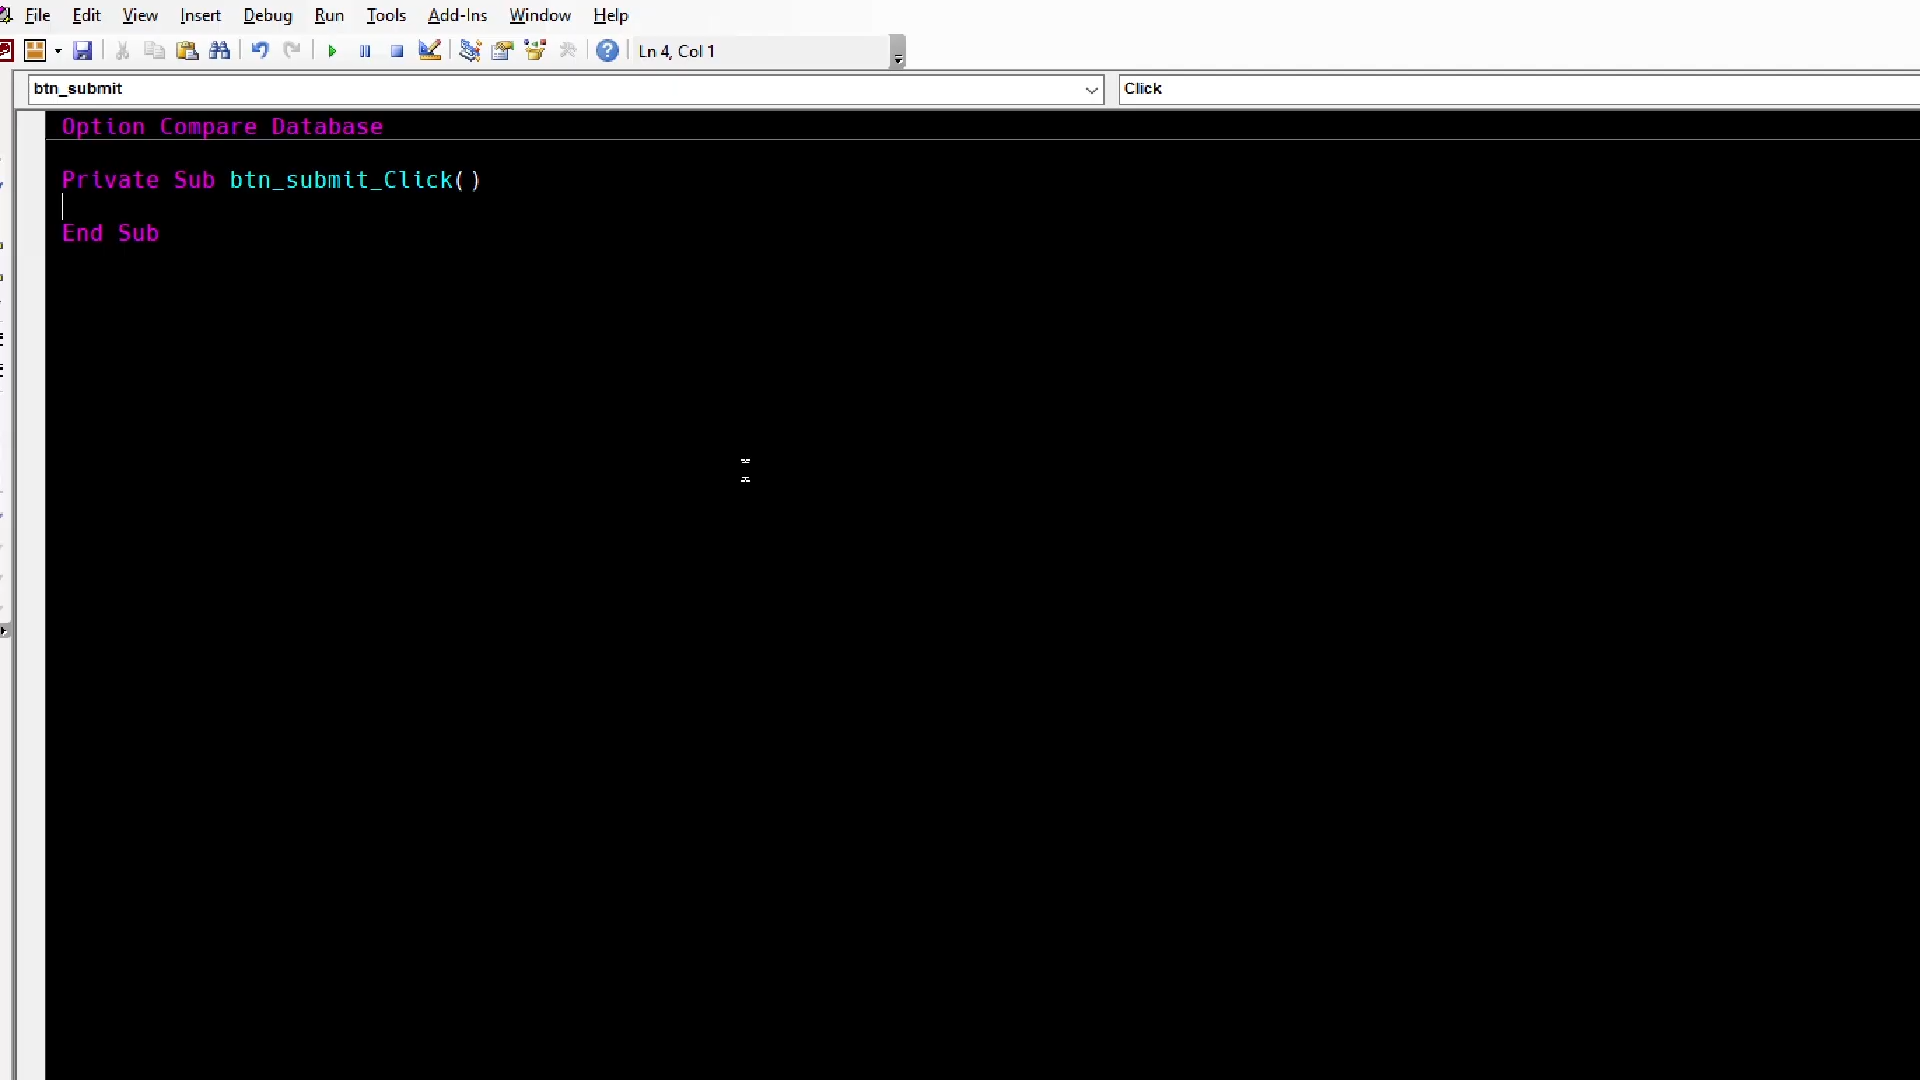 File Edit View Insert Debug Run Tools Add-Ins Window Help
Ln 4, Col 1
btn_submit Click
Option Compare Database
Private Sub btn_submit_Click()
End Sub